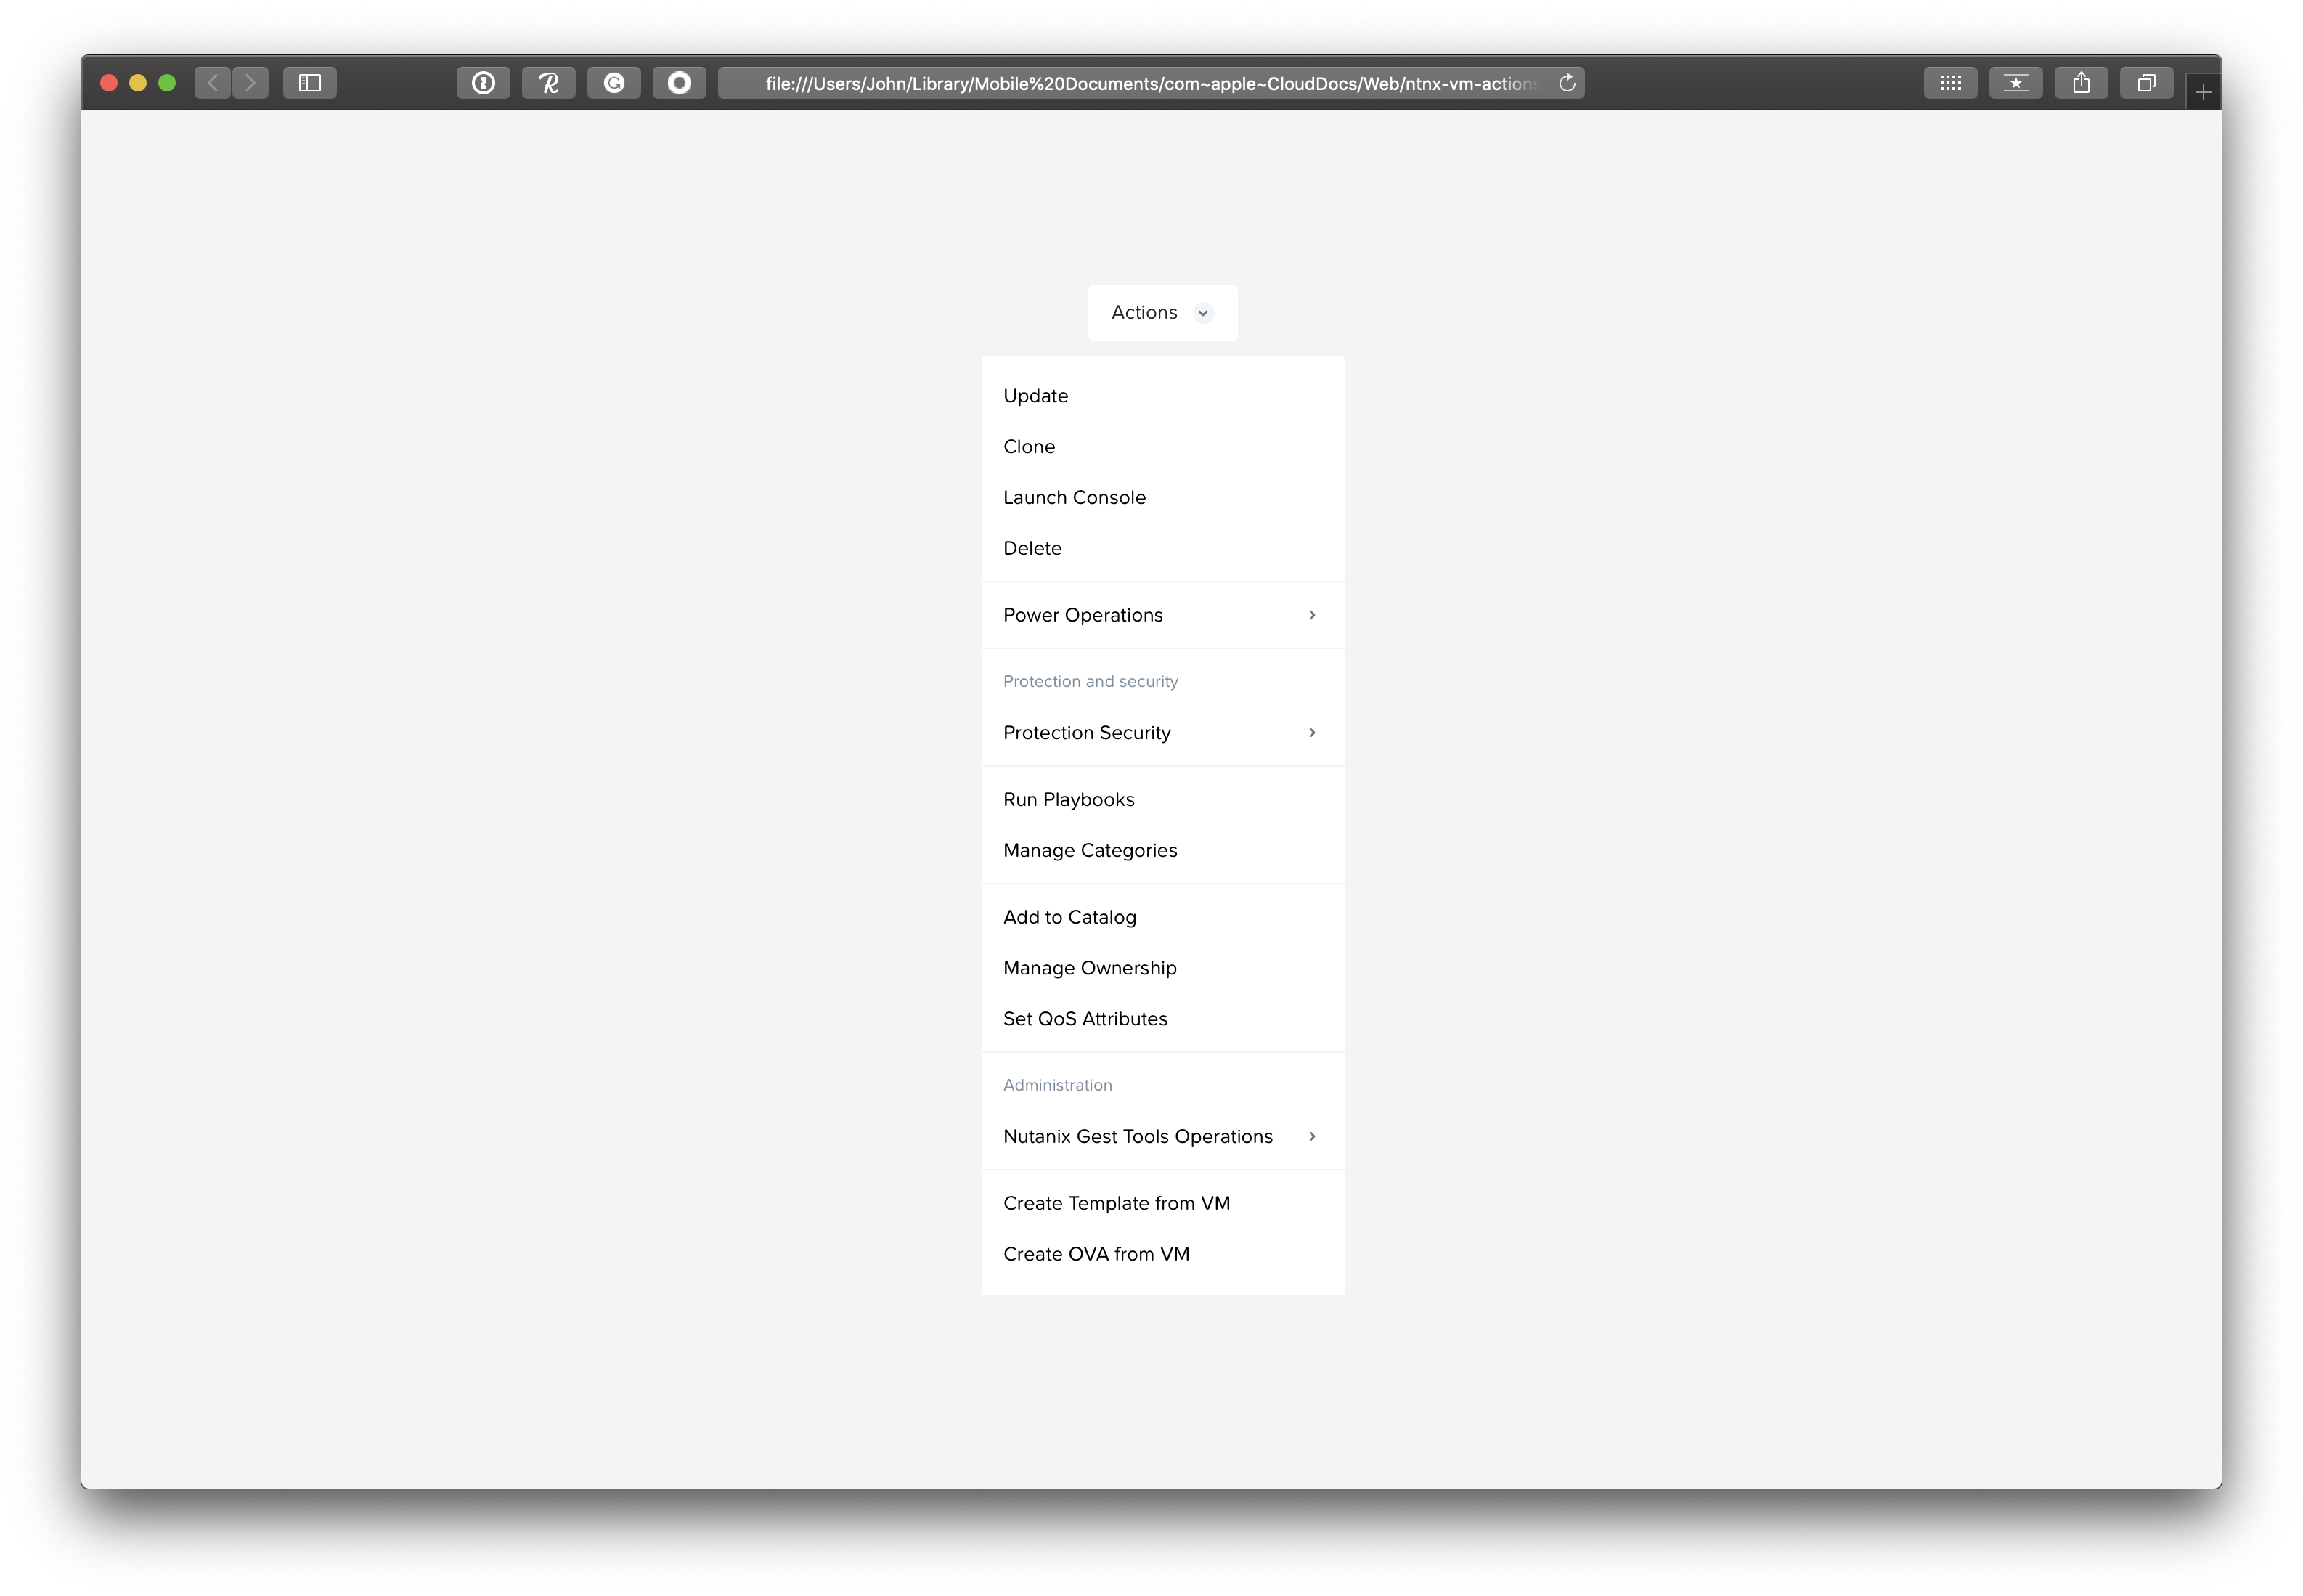 file:///Users/John/Library/Mobile%20Documents/com~apple~CloudDocs/Web/ntnx-vm-actions
Actions
Update
Clone
Launch Console
Delete
Power Operations
Protection and security
Protection Security
Run Playbooks
Manage Categories
Add to Catalog
Manage Ownership
Set QoS Attributes
Administration
Nutanix Gest Tools Operations
Create Template from VM
Create OVA from VM